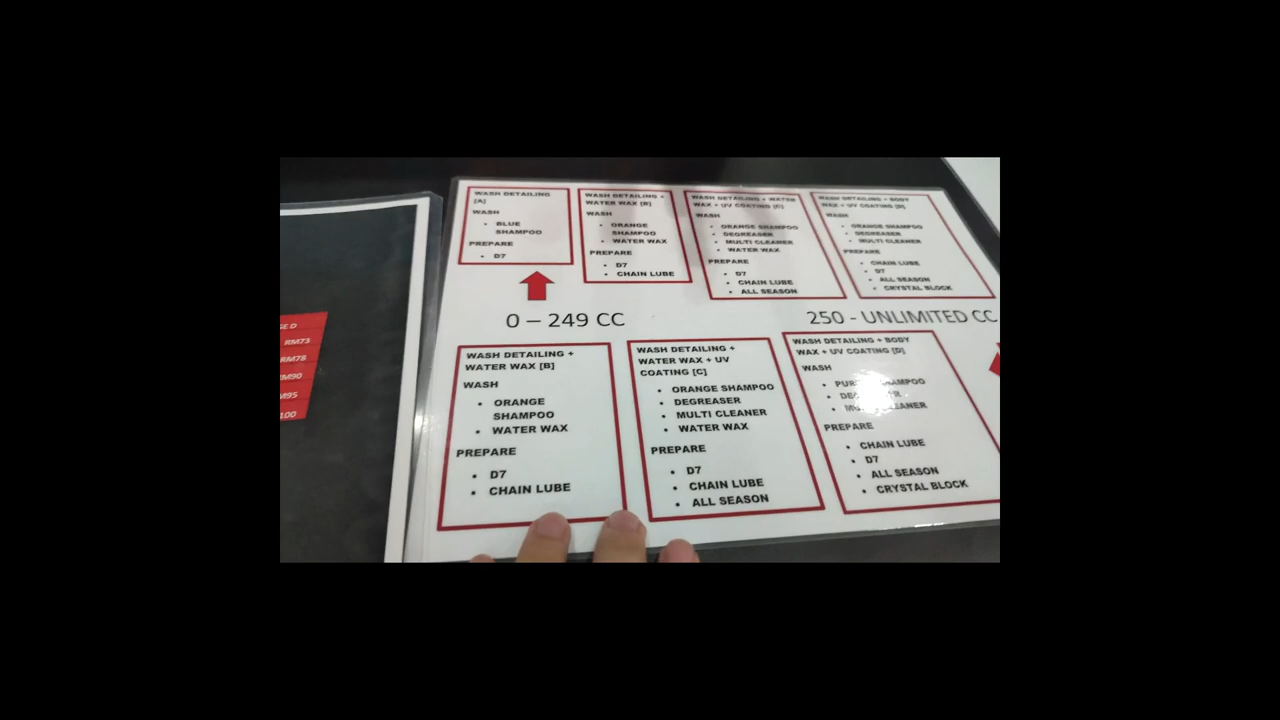 WASH DETAILING
[A]
WASH
• BLUE
SHAMPOO
PREPARE
• D7
WASH DETAILING +
WATER WAX [B]
WASH
• ORANGE
SHAMPOO
• WATER WAX
PREPARE
• D7
• CHAIN LUBE
WASH DETAILING + WATER
WAX + UV COATING [C]
WASH
• ORANGE SHAMPOO
• DEGREASER
• MULTI CLEANER
• WATER WAX
PREPARE
• D7
• CHAIN LUBE
• ALL SEASON
WASH DETAILING + BODY
WAX + UV COATING [D]
WASH
• ORANGE SHAMPOO
• DEGREASER
• MULTI CLEANER
PREPARE
• CHAIN LUBE
• D7
• ALL SEASON
• CRYSTAL BLOCK
0 – 249 CC
250 - UNLIMITED CC
WASH DETAILING +
WATER WAX [B]
WASH
• ORANGE
SHAMPOO
• WATER WAX
PREPARE
• D7
• CHAIN LUBE
WASH DETAILING +
WATER WAX + UV
COATING [C]
• ORANGE SHAMPOO
• DEGREASER
• MULTI CLEANER
• WATER WAX
PREPARE
• D7
• CHAIN LUBE
• ALL SEASON
WASH DETAILING + BODY
WAX + UV COATING [D]
WASH
• SHAMPOO
• CLEANER
PREPARE
• CHAIN LUBE
• D7
• ALL SEASON
• CRYSTAL BLOCK
D
RM73
RM78
RM90
M95
100